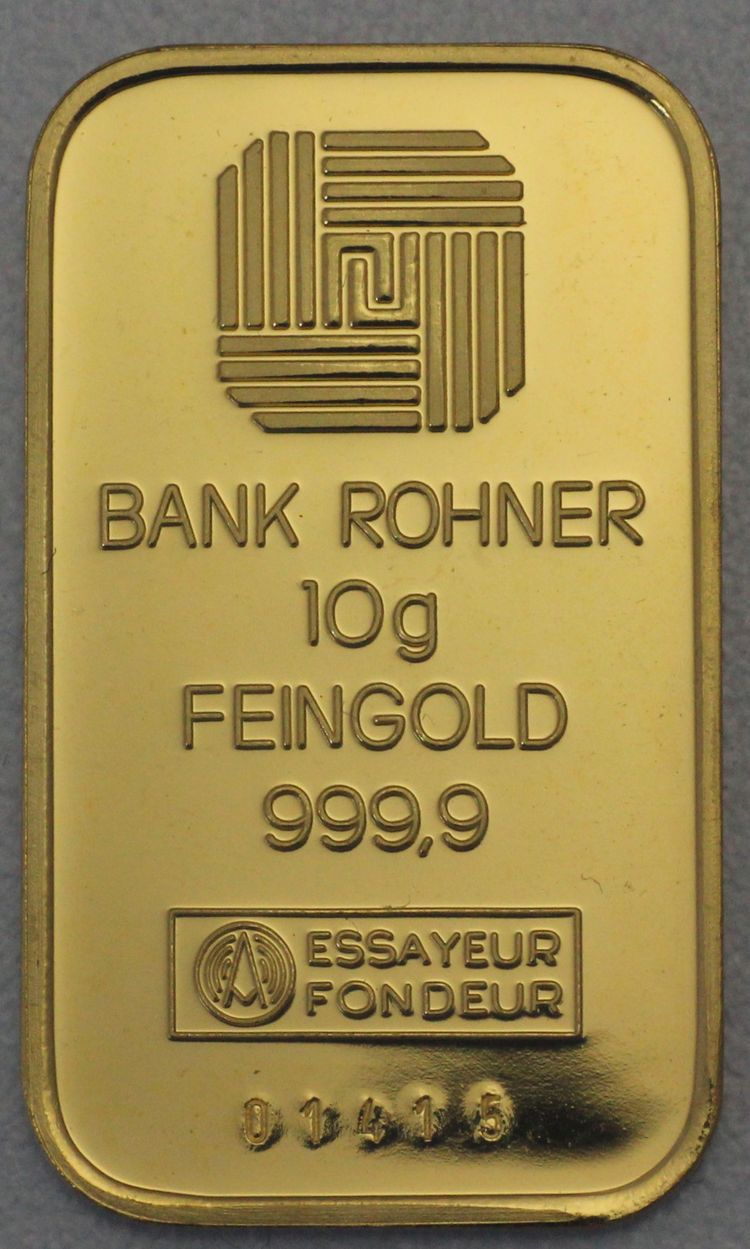 BANK ROHNER
10g
FEINGOLD
999,9
ESSAYEUR
FONDEUR
01415